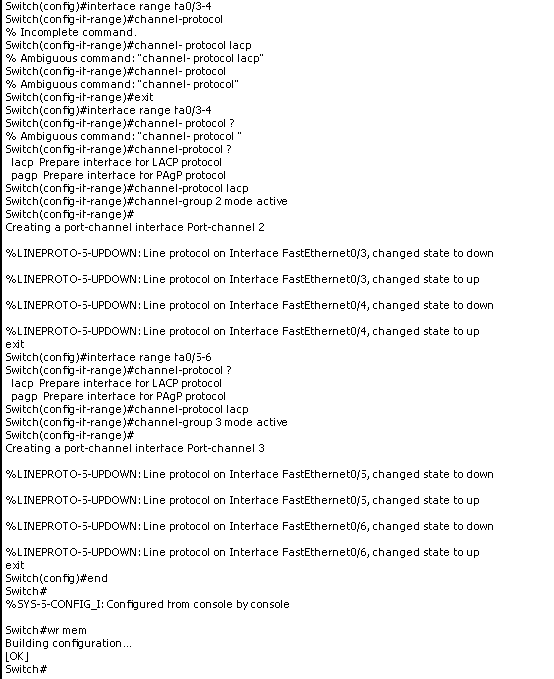 Switch(config)#interface range fa0/3-4
Switch(config-if-range)#channel-protocol
% Incomplete command.
Switch(config-if-range)#channel- protocol lacp
% Ambiguous command: "channel- protocol lacp"
Switch(config-if-range)#channel- protocol
% Ambiguous command: "channel- protocol"
Switch(config-if-range)#exit
Switch(config)#interface range fa0/3-4
Switch(config-if-range)#channel- protocol ?
% Ambiguous command: "channel- protocol "
Switch(config-if-range)#channel-protocol ?
lacp Prepare interface for LACP protocol
pagp Prepare interface for PAgP protocol
Switch(config-if-range)#channel-protocol lacp
Switch(config-if-range)#channel-group 2 mode active
Switch(config-if-range)#
Creating a port-channel interface Port-channel 2
%LINEPROTO-5-UPDOWN: Line protocol on Interface FastEthernet0/3, changed state to down
%LINEPROTO-5-UPDOWN: Line protocol on Interface FastEthernet0/3, changed state to up
%LINEPROTO-5-UPDOWN: Line protocol on Interface FastEthernet0/4, changed state to down
%LINEPROTO-5-UPDOWN: Line protocol on Interface FastEthernet0/4, changed state to up
exit
Switch(config)#interface range fa0/5-6
Switch(config-if-range)#channel-protocol ?
lacp Prepare interface for LACP protocol
pagp Prepare interface for PAgP protocol
Switch(config-if-range)#channel-protocol lacp
Switch(config-if-range)#channel-group 3 mode active
Switch(config-if-range)#
Creating a port-channel interface Port-channel 3
%LINEPROTO-5-UPDOWN: Line protocol on Interface FastEthernet0/5, changed state to down
%LINEPROTO-5-UPDOWN: Line protocol on Interface FastEthernet0/5, changed state to up
%LINEPROTO-5-UPDOWN: Line protocol on Interface FastEthernet0/6, changed state to down
%LINEPROTO-5-UPDOWN: Line protocol on Interface FastEthernet0/6, changed state to up
exit
Switch(config)#end
Switch#
%SYS-5-CONFIG_I: Configured from console by console
Switch#wr mem
Building configuration...
[OK]
Switch#